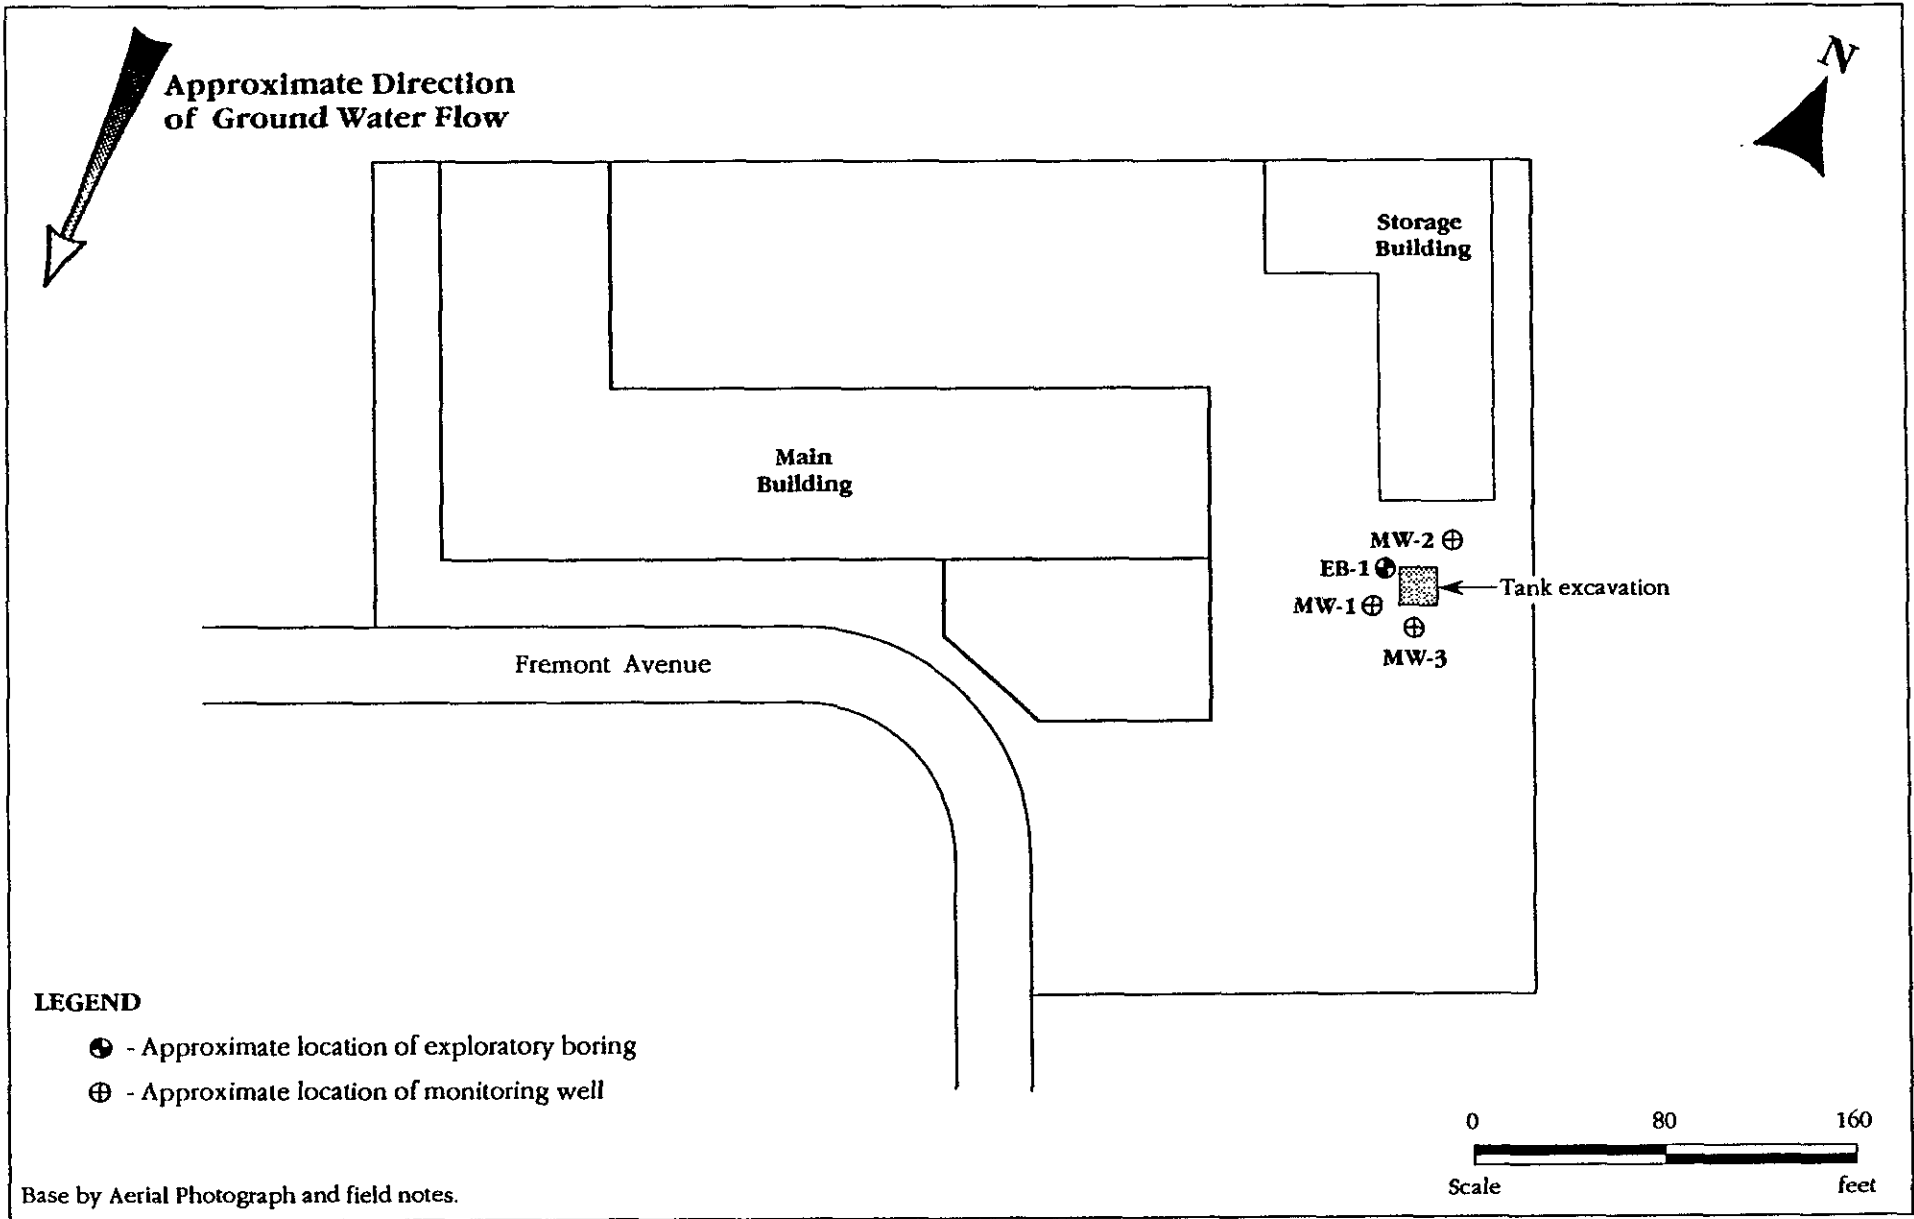 Approximate Direction
of Ground Water Flow
N
Storage
Building
Main
Building
MW-2
EB-1
Tank excavation
MW-1
MW-3
Fremont Avenue
LEGEND
- Approximate location of exploratory boring
- Approximate location of monitoring well
0 80 160
Scale feet
Base by Aerial Photograph and field notes.